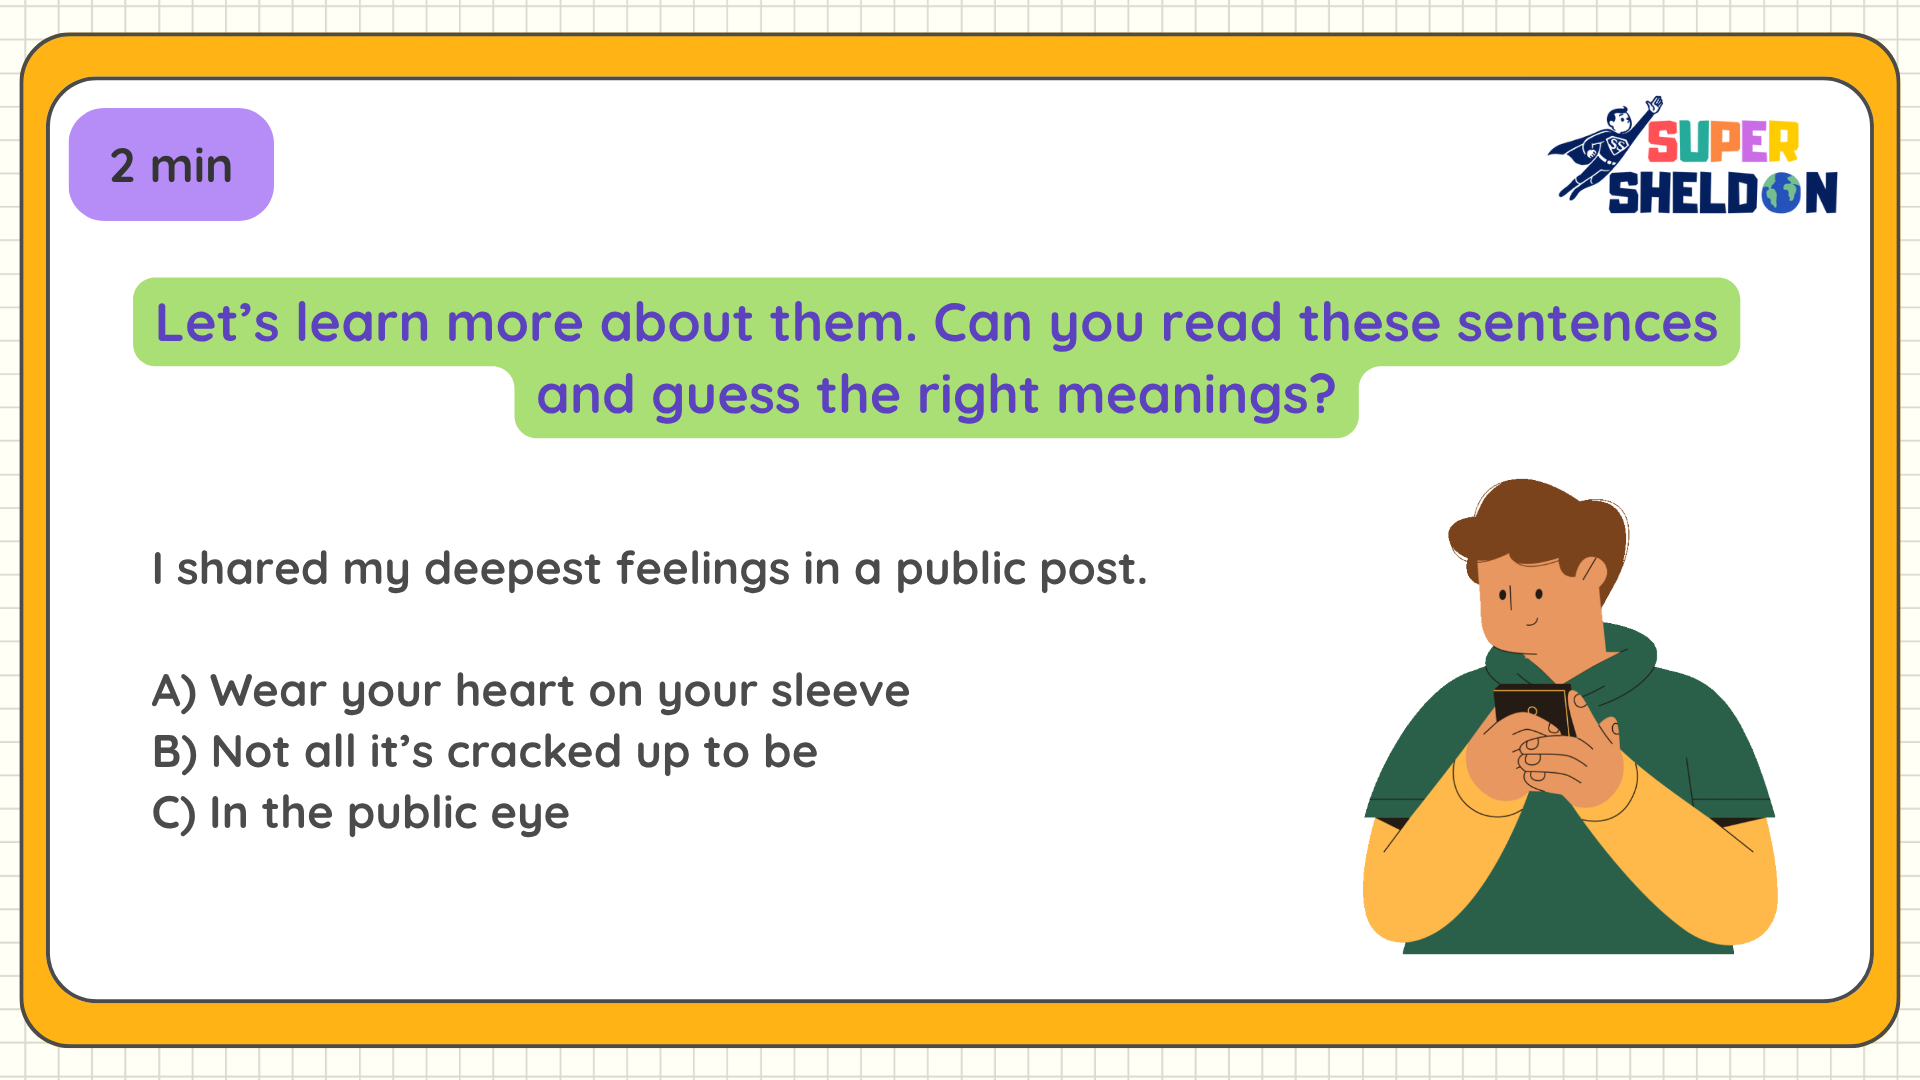 2 min
SUPER
SHELDON
Let’s learn more about them. Can you read these sentences
and guess the right meanings?
I shared my deepest feelings in a public post.
A) Wear your heart on your sleeve
B) Not all it’s cracked up to be
C) In the public eye